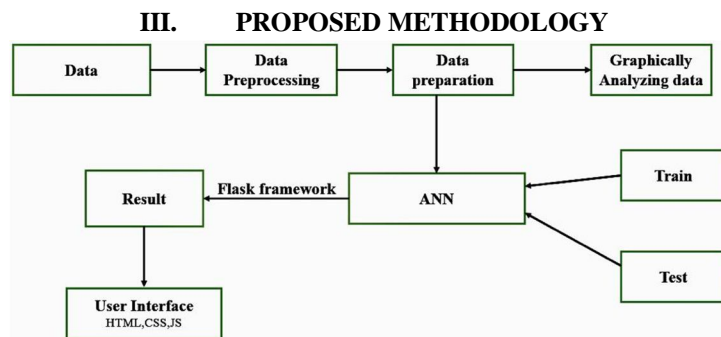 III. PROPOSED METHODOLOGY
Data
Data
Preprocessing
Data
preparation
Graphically
Analyzing data
Result
Flask framework
ANN
Train
Test
User Interface
HTML,CSS,JS